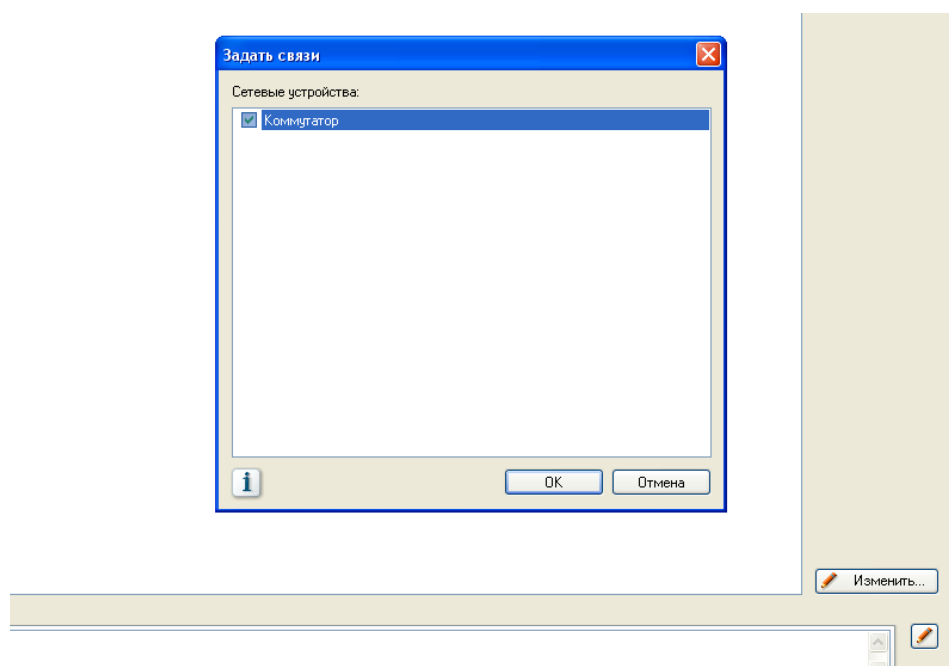 Задать связи
Сетевые устройства:
Коммутатор
OK
Отмена
Изменить...